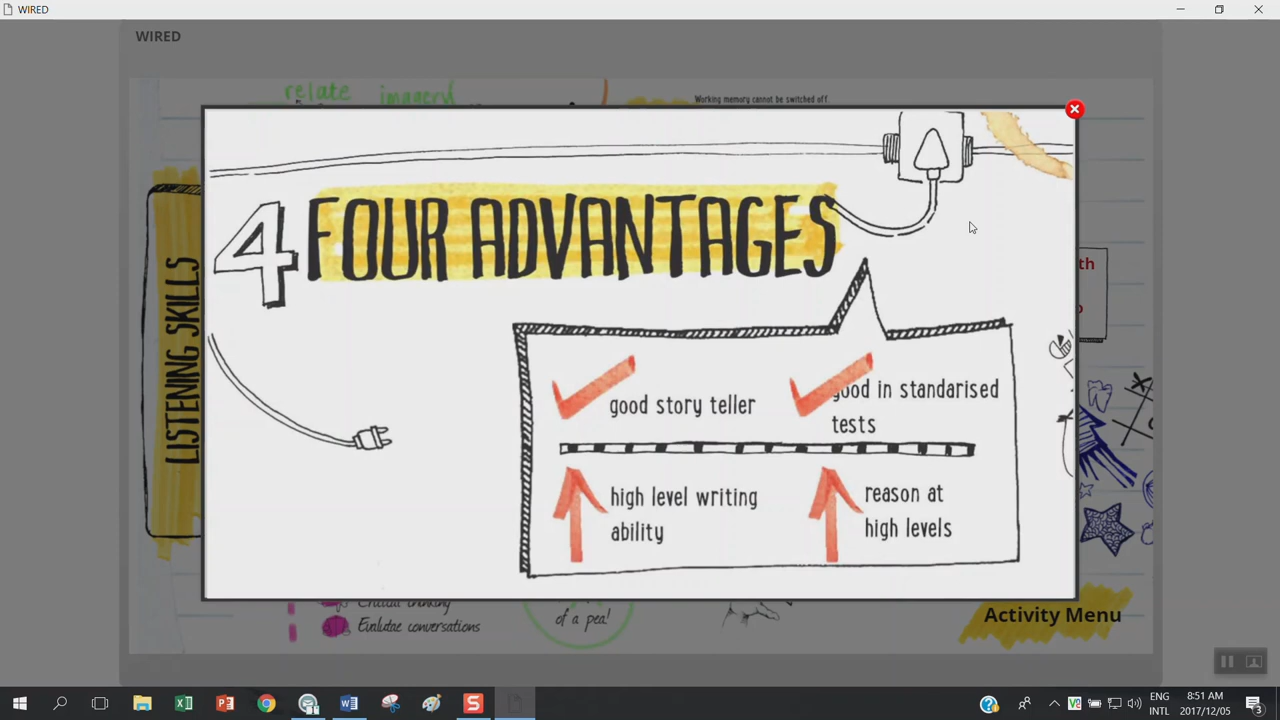 WIRED
WIRED
relate imagery
Working memory cannot be switched off.
4 FOUR ADVANTAGES
LISTENING SKILLS
good story teller
good in standarised
tests
high level writing
ability
reason at
high levels
Critical thinking
Evalutae conversations
of a pea!
Activity Menu
ENG
INTL
8:51 AM
2017/12/05
3